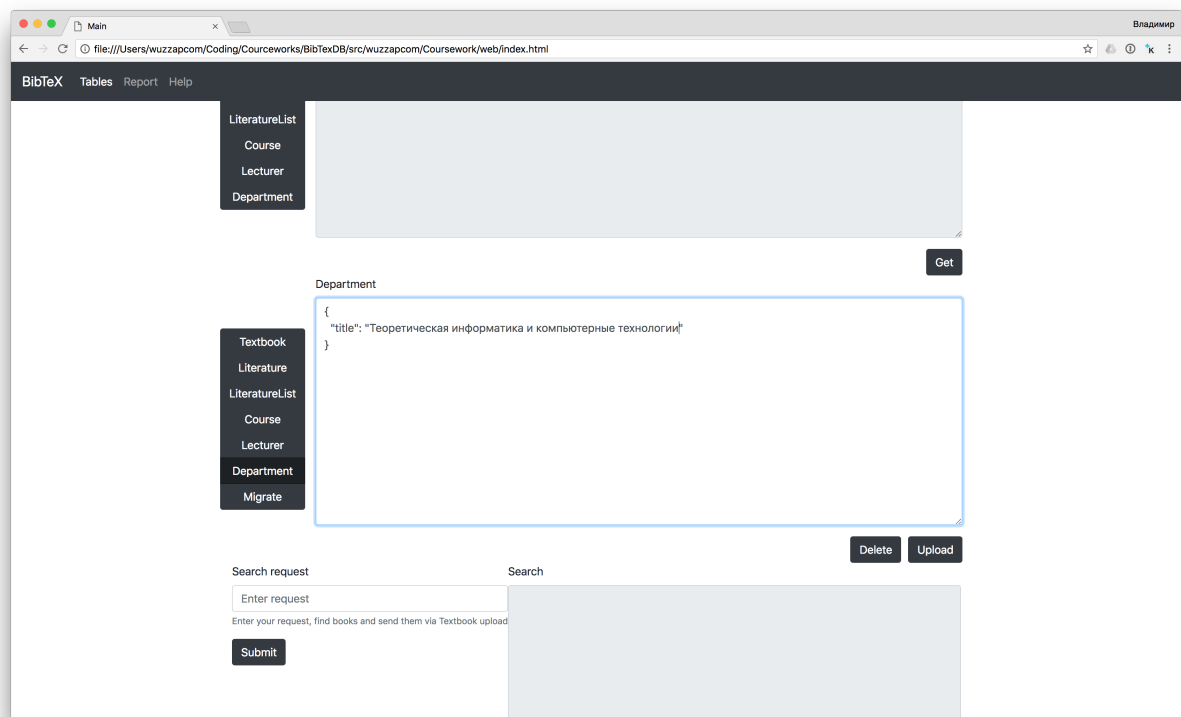 Main
Владимир
file:///Users/wuzzapcom/Coding/Courseworks/BibTexDB/src/wuzzapcom/Coursework/web/index.html
BibTeX Tables Report Help
LiteratureList
Course
Lecturer
Department
Get
Department
{
"title": "Теоретическая информатика и компьютерные технологии"
}
Textbook
Literature
LiteratureList
Course
Lecturer
Department
Migrate
Delete Upload
Search request
Search
Enter request
Enter your request, find books and send them via Textbook upload
Submit